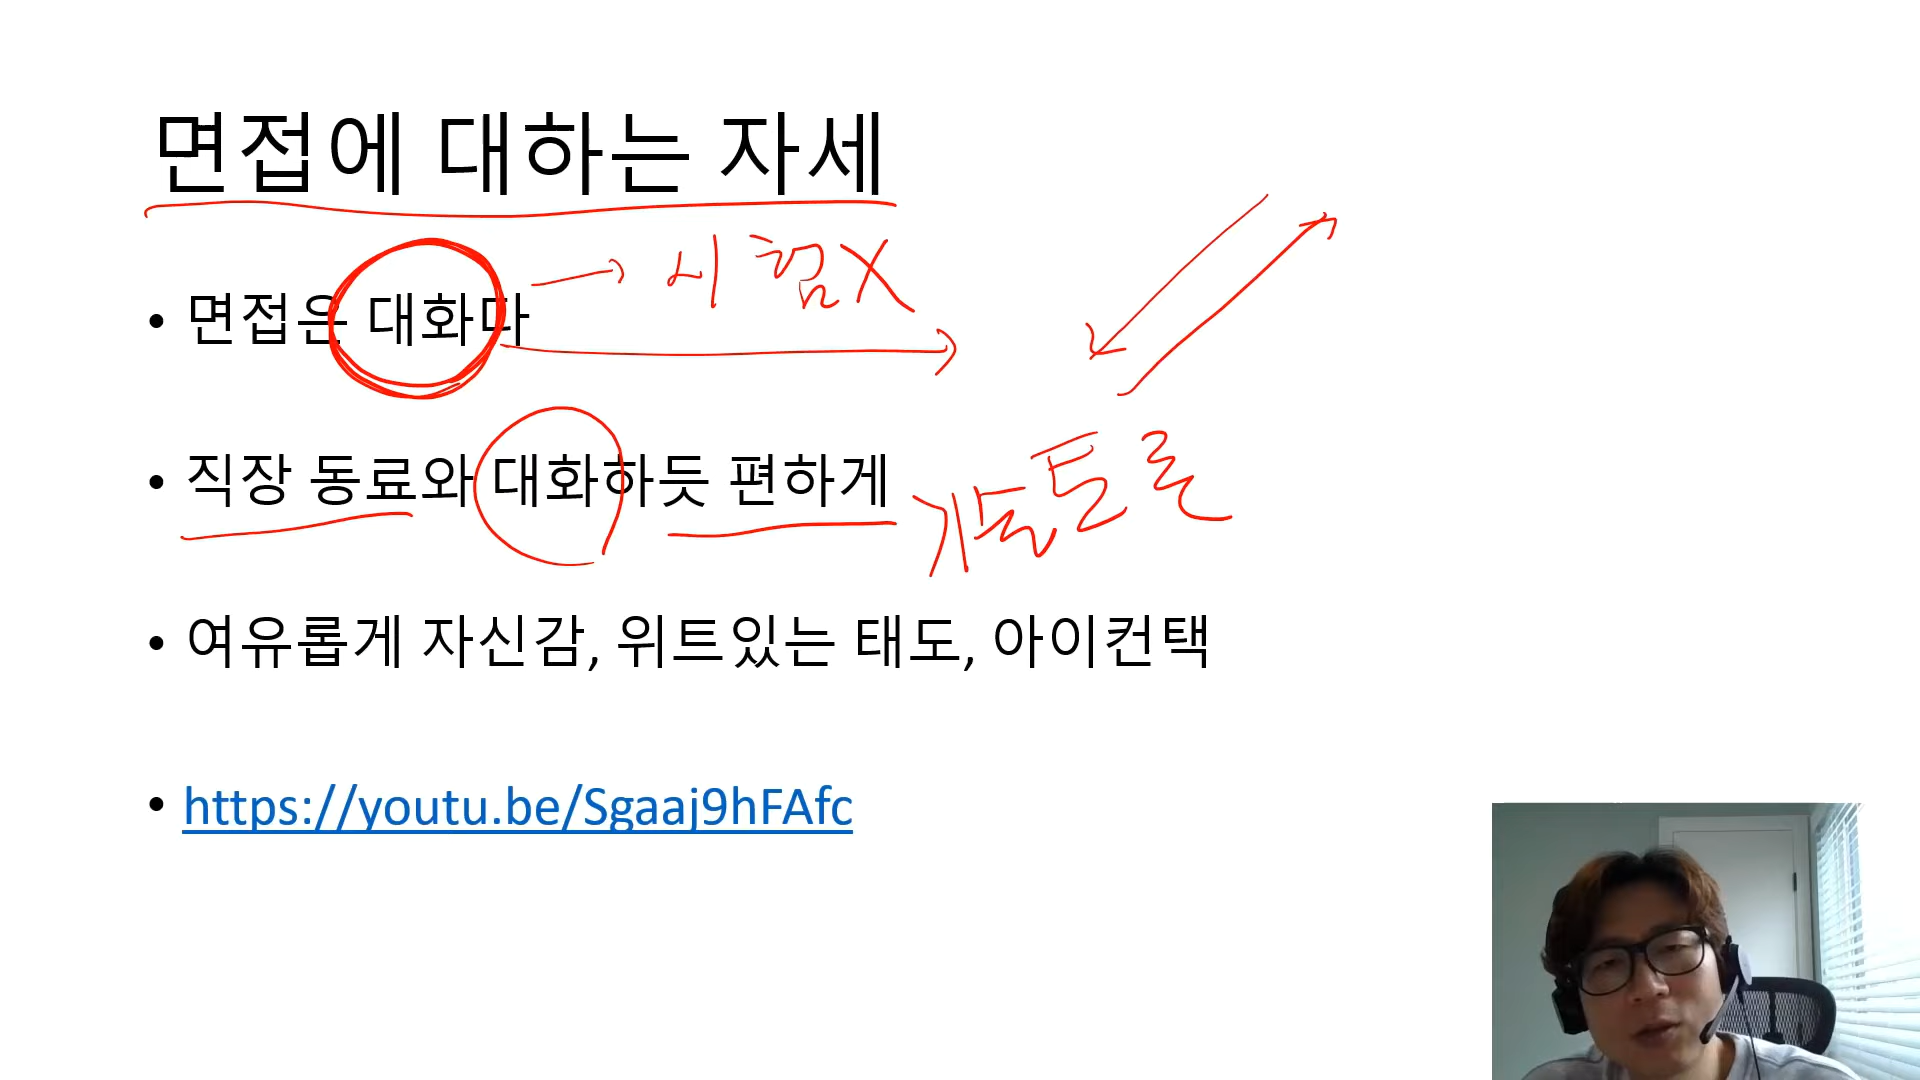 면접에 대하는 자세
• 면접은 대화다
시험X
• 직장 동료와 대화하듯 편하게
토론
• 여유롭게 자신감, 위트있는 태도, 아이컨택
• https://youtu.be/Sgaaj9hFAfc